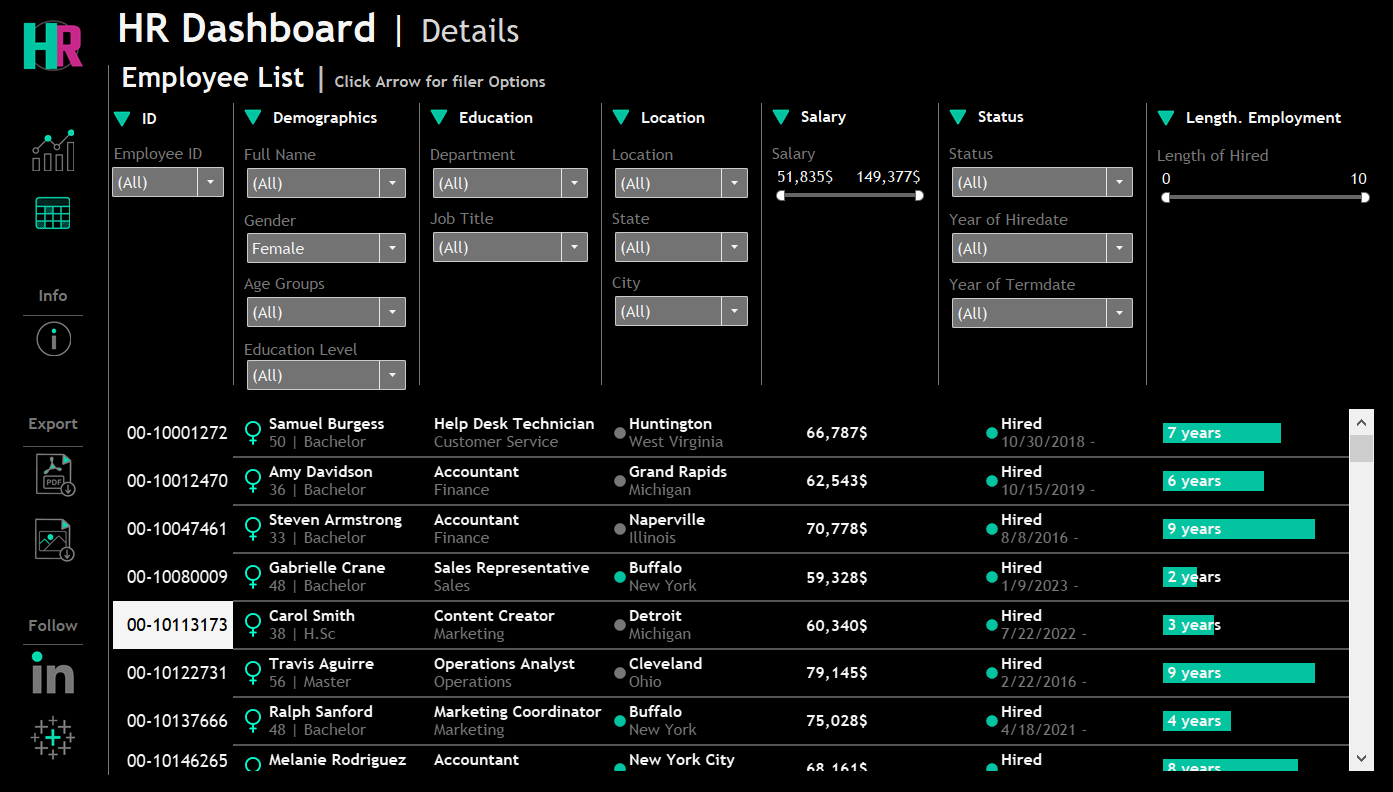 HR
HR Dashboard | Details
Employee List | Click Arrow for filer Options
ID
Employee ID
(All)
Demographics
Full Name
(All)
Gender
Female
Age Groups
(All)
Education Level
(All)
Education
Department
(All)
Job Title
(All)
Location
Location
(All)
State
(All)
City
(All)
Salary
Salary
51,835$ 149,377$
Status
Status
(All)
Year of Hiredate
(All)
Year of Termdate
(All)
Length. Employment
Length of Hired
0 10
Info
i
Export
PDF
Follow
in
00-10001272 Samuel Burgess Help Desk Technician Huntington 66,787$ Hired 7 years
50 | Bachelor Customer Service West Virginia 10/30/2018 -
00-10012470 Amy Davidson Accountant Grand Rapids 62,543$ Hired 6 years
36 | Bachelor Finance Michigan 10/15/2019 -
00-10047461 Steven Armstrong Accountant Naperville 70,778$ Hired 9 years
33 | Bachelor Finance Illinois 8/8/2016 -
00-10080009 Gabrielle Crane Sales Representative Buffalo 59,328$ Hired 2 years
48 | Bachelor Sales New York 1/9/2023 -
00-10113173 Carol Smith Content Creator Detroit 60,340$ Hired 3 years
38 | H.Sc Marketing Michigan 7/22/2022 -
00-10122731 Travis Aguirre Operations Analyst Cleveland 79,145$ Hired 9 years
56 | Master Operations Ohio 2/22/2016 -
00-10137666 Ralph Sanford Marketing Coordinator Buffalo 75,028$ Hired 4 years
48 | Bachelor Marketing New York 4/18/2021 -
00-10146265 Melanie Rodriguez Accountant New York City 68,161$ Hired 8 years